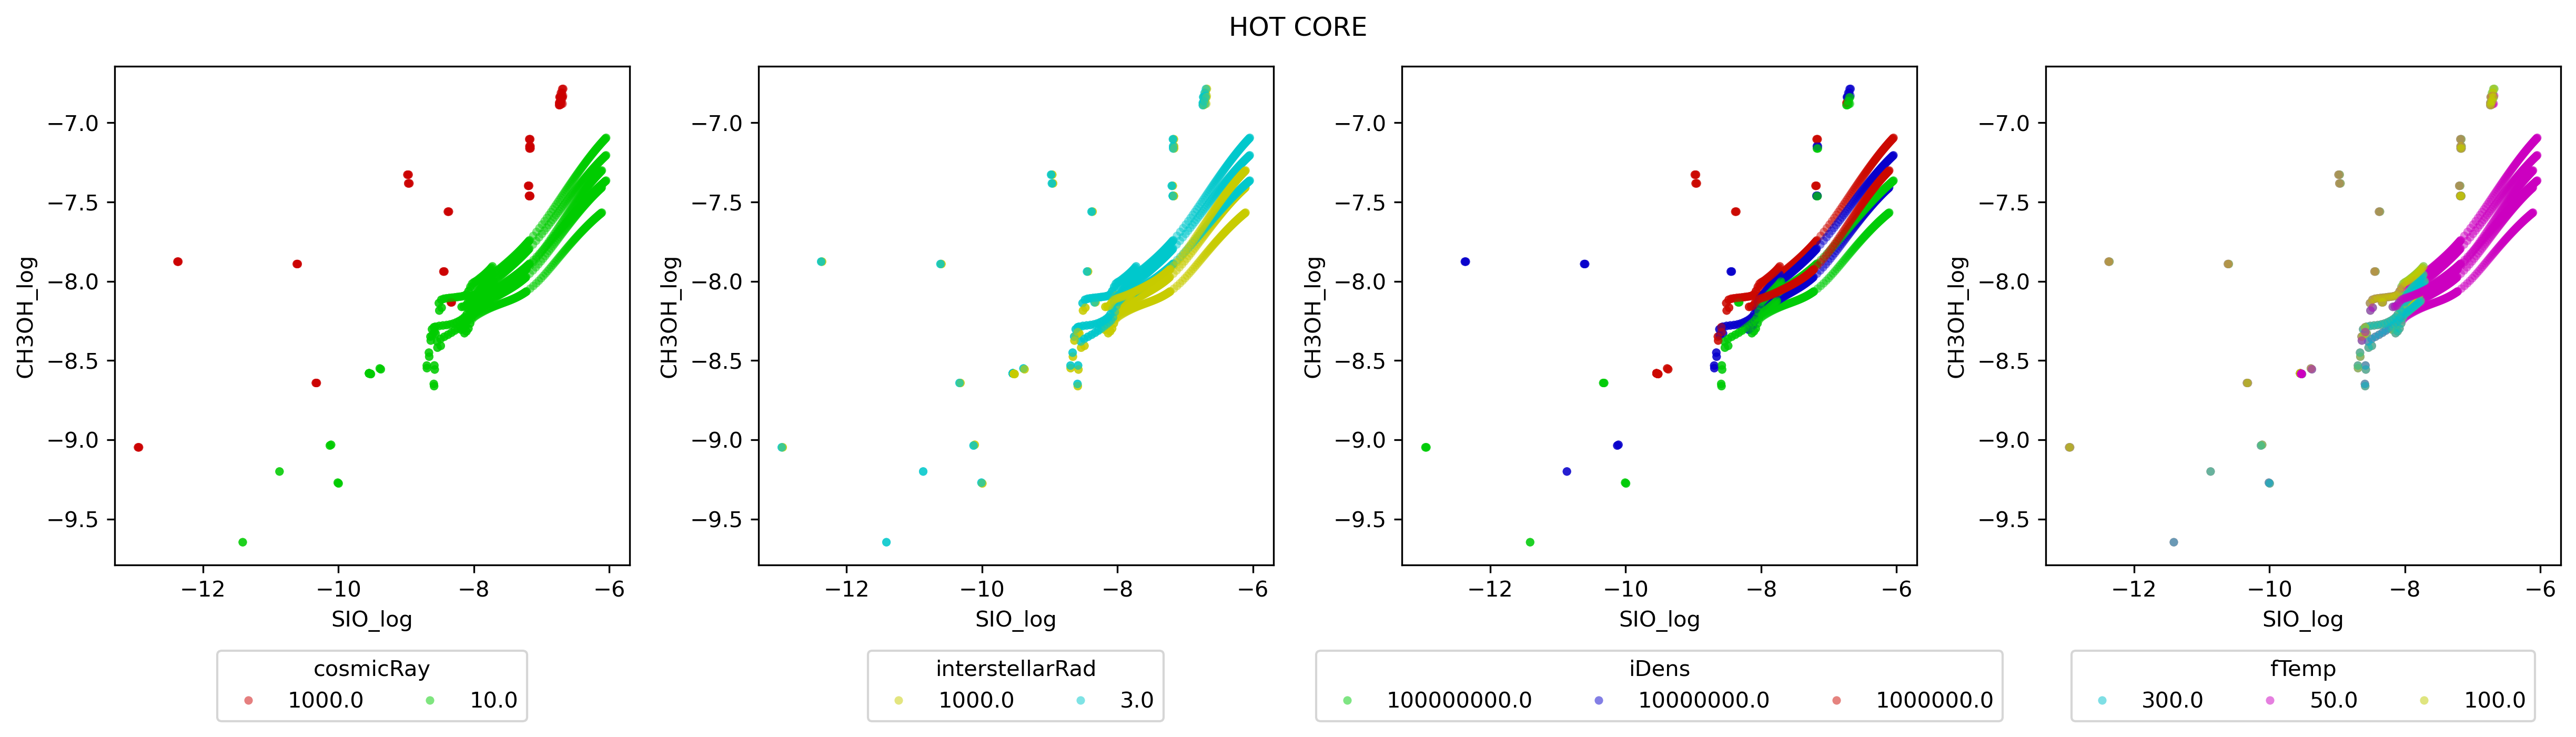 HOT CORE
−7.0
−7.5
−8.0
−8.5
−9.0
−9.5
CH3OH_log
−12 −10 −8 −6
SIO_log
cosmicRay
1000.0 10.0
−7.0
−7.5
−8.0
−8.5
−9.0
−9.5
CH3OH_log
−12 −10 −8 −6
SIO_log
interstellarRad
1000.0 3.0
−7.0
−7.5
−8.0
−8.5
−9.0
−9.5
CH3OH_log
−12 −10 −8 −6
SIO_log
iDens
100000000.0 10000000.0 1000000.0
−7.0
−7.5
−8.0
−8.5
−9.0
−9.5
CH3OH_log
−12 −10 −8 −6
SIO_log
fTemp
300.0 50.0 100.0